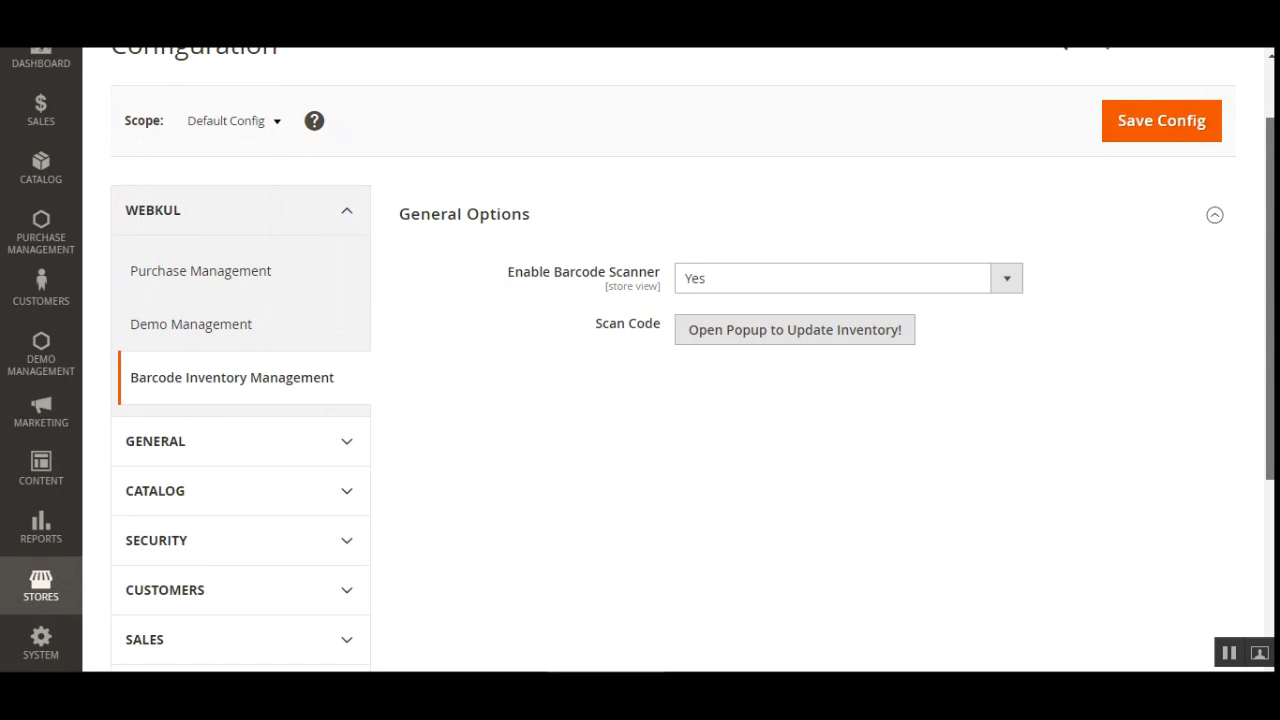 Configuration
DASHBOARD
SALES
CATALOG
PURCHASE
MANAGEMENT
CUSTOMERS
DEMO
MANAGEMENT
MARKETING
CONTENT
REPORTS
STORES
SYSTEM
Scope: Default Config ?
Save Config
WEBKUL
Purchase Management
Demo Management
Barcode Inventory Management
GENERAL
CATALOG
SECURITY
CUSTOMERS
SALES
General Options
Enable Barcode Scanner
[store view]
Yes
Scan Code
Open Popup to Update Inventory!